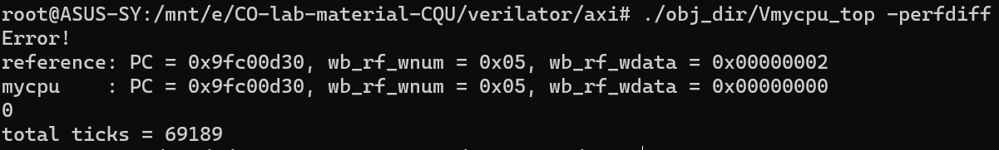 root@ASUS-SY:/mnt/e/CO-lab-material-CQU/verilator/axi# ./obj_dir/Vmycpu_top -perfdiff
Error!
reference: PC = 0x9fc00d30, wb_rf_wnum = 0x05, wb_rf_wdata = 0x00000002
mycpu    : PC = 0x9fc00d30, wb_rf_wnum = 0x05, wb_rf_wdata = 0x00000000
0
total ticks = 69189